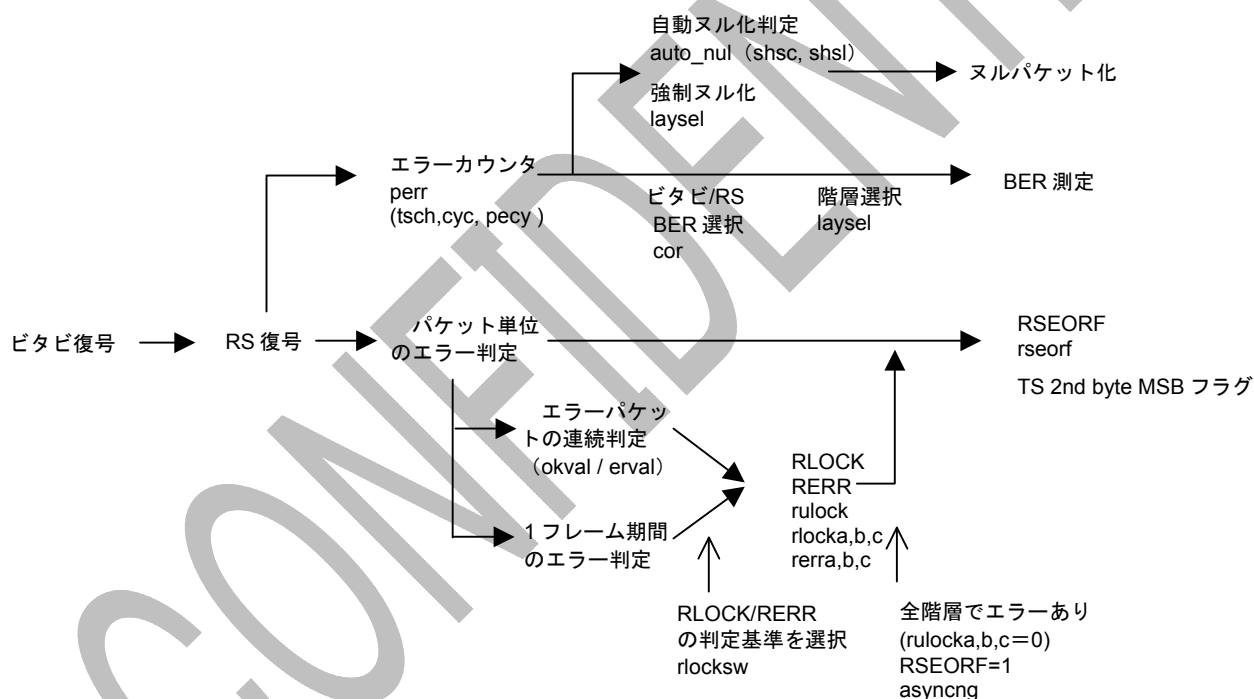 自動ヌル化判定
auto_nul（shsc, shsl）
強制ヌル化
laysel
ヌルパケット化
エラーカウンタ
perr
(tsch,cyc, pecy )
ビタビ/RS
BER 選択
cor
階層選択
laysel
BER 測定
ビタビ復号
RS 復号
パケット単位
のエラー判定
RSEORF
rseorf
TS 2nd byte MSB フラグ
エラーパケッ
トの連続判定
（okval / erval）
1 フレーム期間
のエラー判定
RLOCK
RERR
rulock
rlocka,b,c
rerra,b,c
RLOCK/RERR
の判定基準を選択
rlocksw
全階層でエラーあり
(rulocka,b,c＝0)
RSEORF=1
asyncng
CONFIDENT